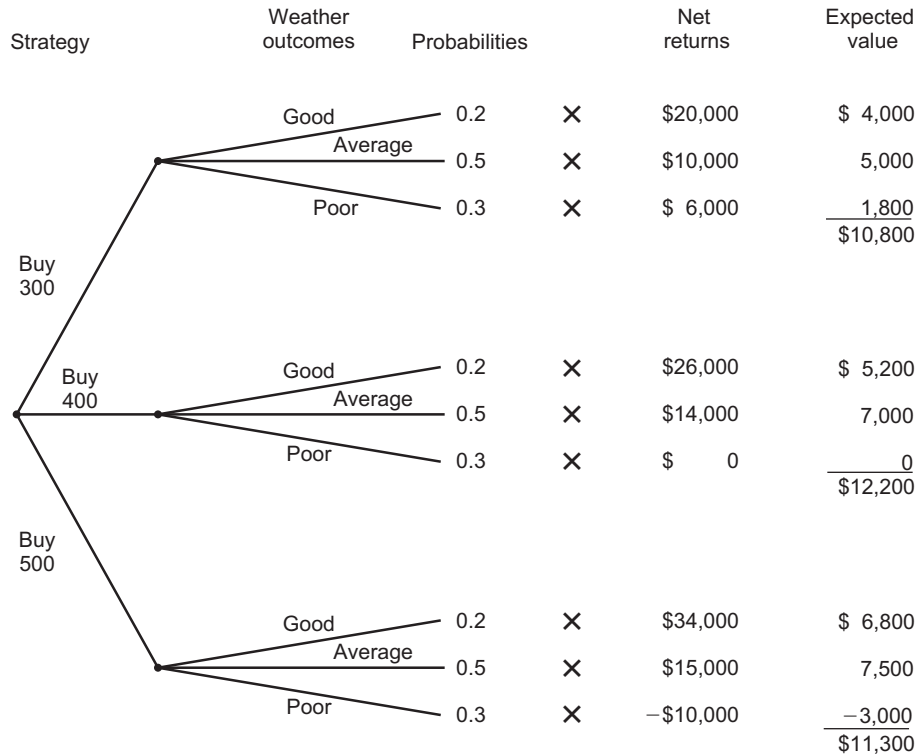 Strategy Weather outcomes Probabilities Net returns Expected value
Good 0.2 × $20,000 $ 4,000
Average 0.5 × $10,000 5,000
Poor 0.3 × $ 6,000 1,800
$10,800
Buy 300
Good 0.2 × $26,000 $ 5,200
Buy 400
Average 0.5 × $14,000 7,000
Poor 0.3 × $ 0 0
$12,200
Buy 500
Good 0.2 × $34,000 $ 6,800
Average 0.5 × $15,000 7,500
Poor 0.3 × −$10,000 −3,000
$11,300